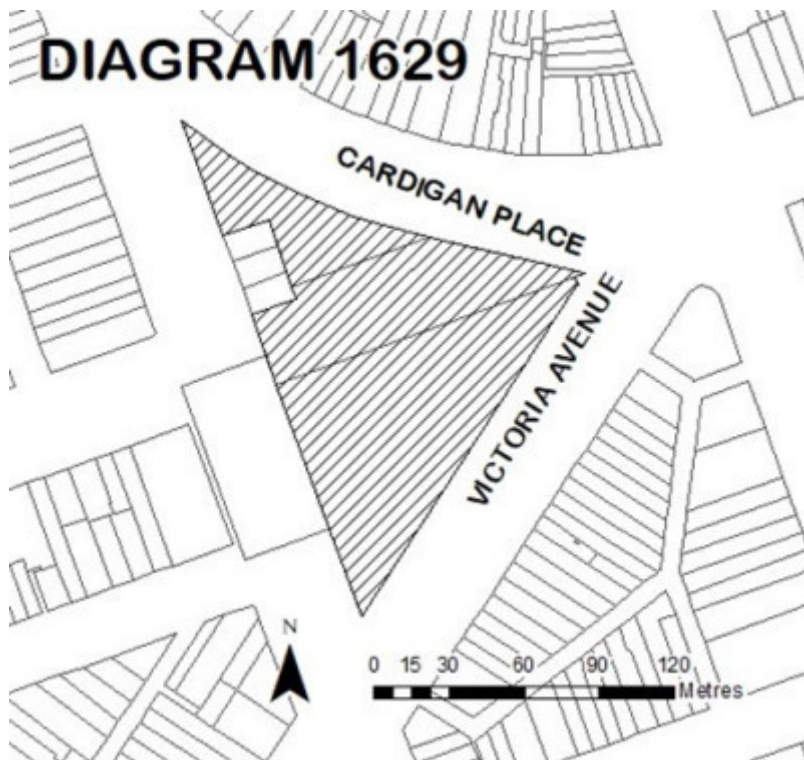 DIAGRAM 1629
CARDIGAN PLACE
VICTORIA AVENUE
N
0 15 30 60 90 120
Metres